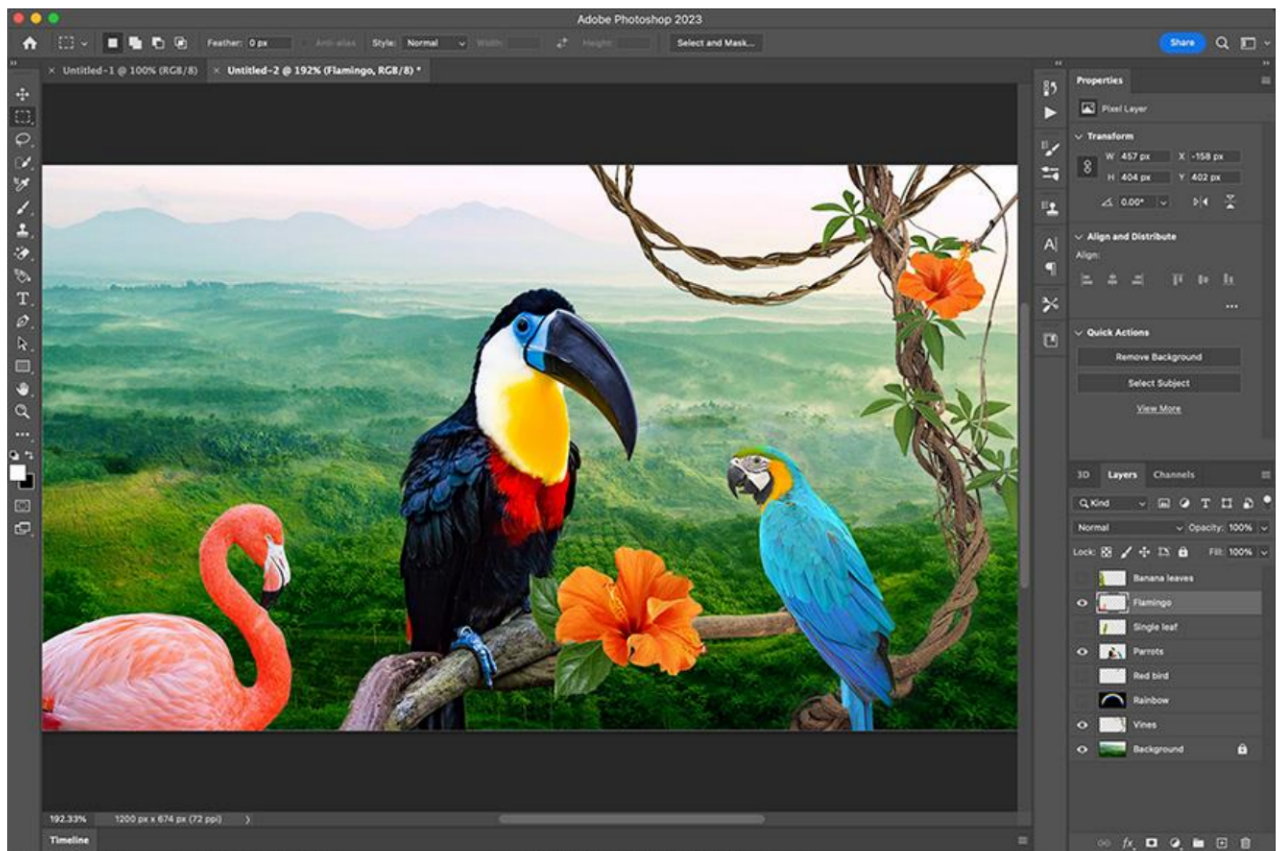 Adobe Photoshop 2023
Feather: 0 px Anti-alias Style: Normal Width: Height: Select and Mask... Share
× Untitled-1 @ 100% (RGB/8) × Untitled-2 @ 192% (Flamingo, RGB/8) *
Properties
Pixel Layer
Transform
W 457 px X -158 px
H 404 px Y 402 px
0.00°
Align and Distribute
Align:
Quick Actions
Remove Background
Select Subject
View More
3D Layers Channels
Kind
Normal Opacity: 100%
Lock: Fill: 100%
Banana leaves
Flamingo
Single leaf
Parrots
Red bird
Rainbow
Vines
Background
192.33% 1200 px x 674 px (72 ppi)
Timeline